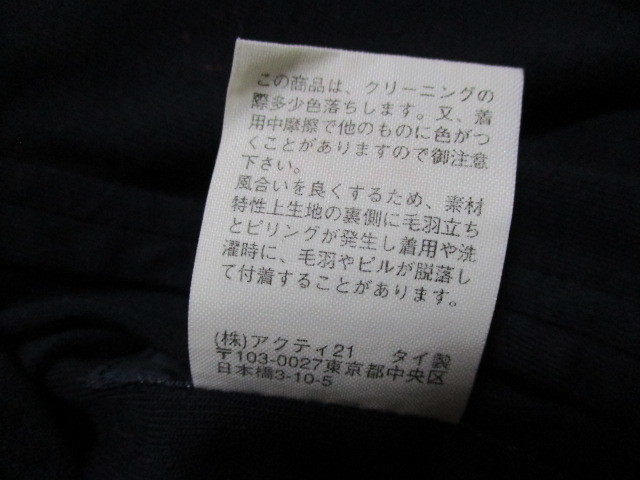 この商品は、クリーニングの
際多少色落ちします。又、着
用中摩擦で他のものに色がつ
くことがありますので御注意
下さい。
風合いを良くするため、素材
特性上生地の裏側に毛羽立ち
とピリングが発生し着用や洗
濯時に、毛羽やピルが脱落し
て付着することがあります。
(株)アクティ21 タイ製
〒103-0027東京都中央区
日本橋3-10-5